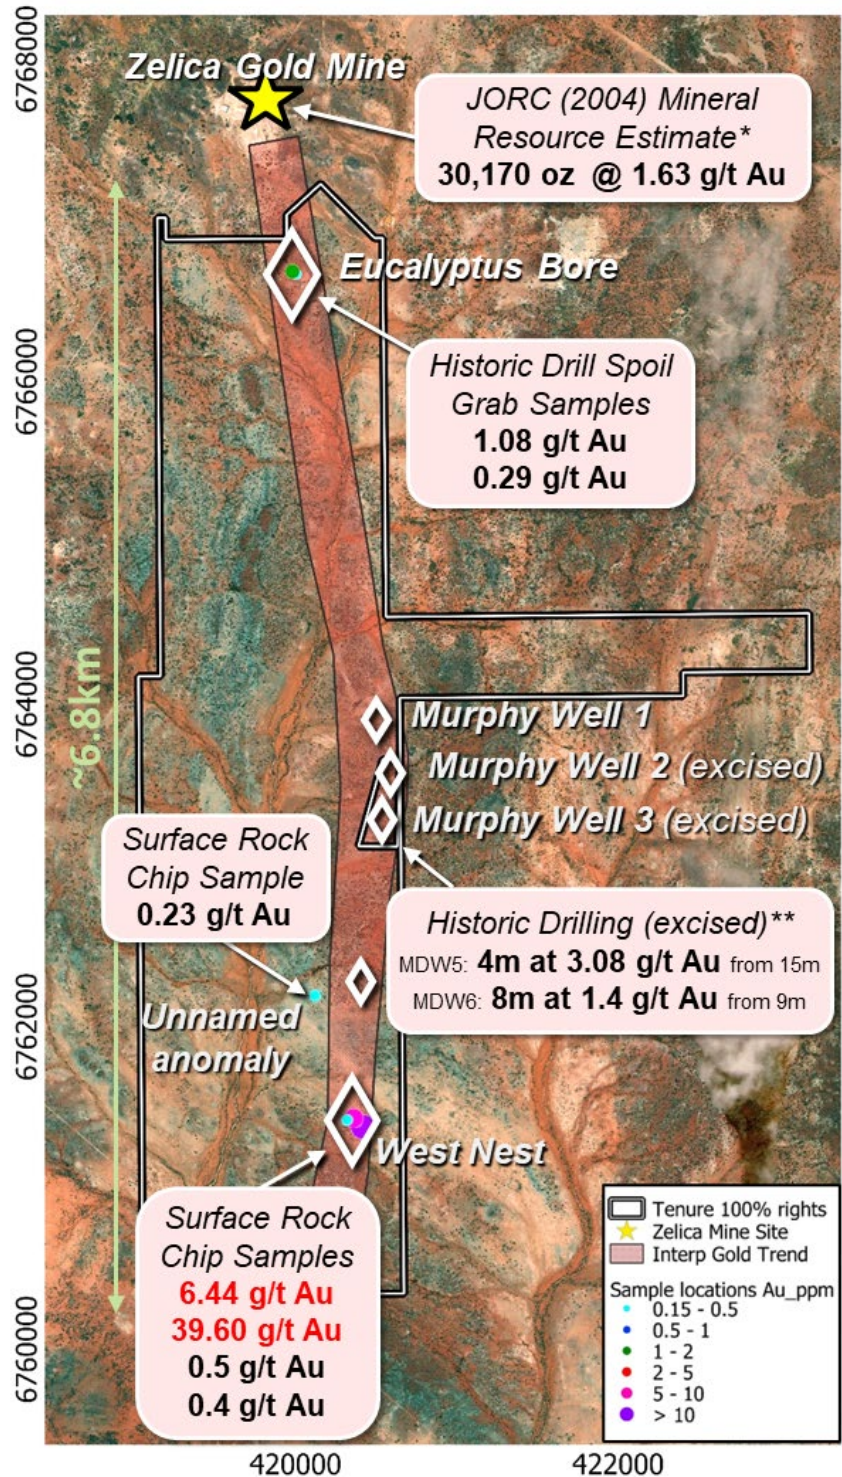 6768000
Zelica Gold Mine
JORC (2004) Mineral
Resource Estimate*
30,170 oz @ 1.63 g/t Au
Eucalyptus Bore
6766000
Historic Drill Spoil
Grab Samples
1.08 g/t Au
0.29 g/t Au
~6.8km
6764000
Murphy Well 1
Murphy Well 2 (excised)
Murphy Well 3 (excised)
Surface Rock
Chip Sample
0.23 g/t Au
Historic Drilling (excised)**
MDW5: 4m at 3.08 g/t Au from 15m
MDW6: 8m at 1.4 g/t Au from 9m
6762000
Unnamed
anomaly
West Nest
Surface Rock
Chip Samples
6.44 g/t Au
39.60 g/t Au
0.5 g/t Au
0.4 g/t Au
6760000
Tenure 100% rights
Zelica Mine Site
Interp Gold Trend
Sample locations Au_ppm
0.15 - 0.5
0.5 - 1
1 - 2
2 - 5
5 - 10
> 10
420000
422000